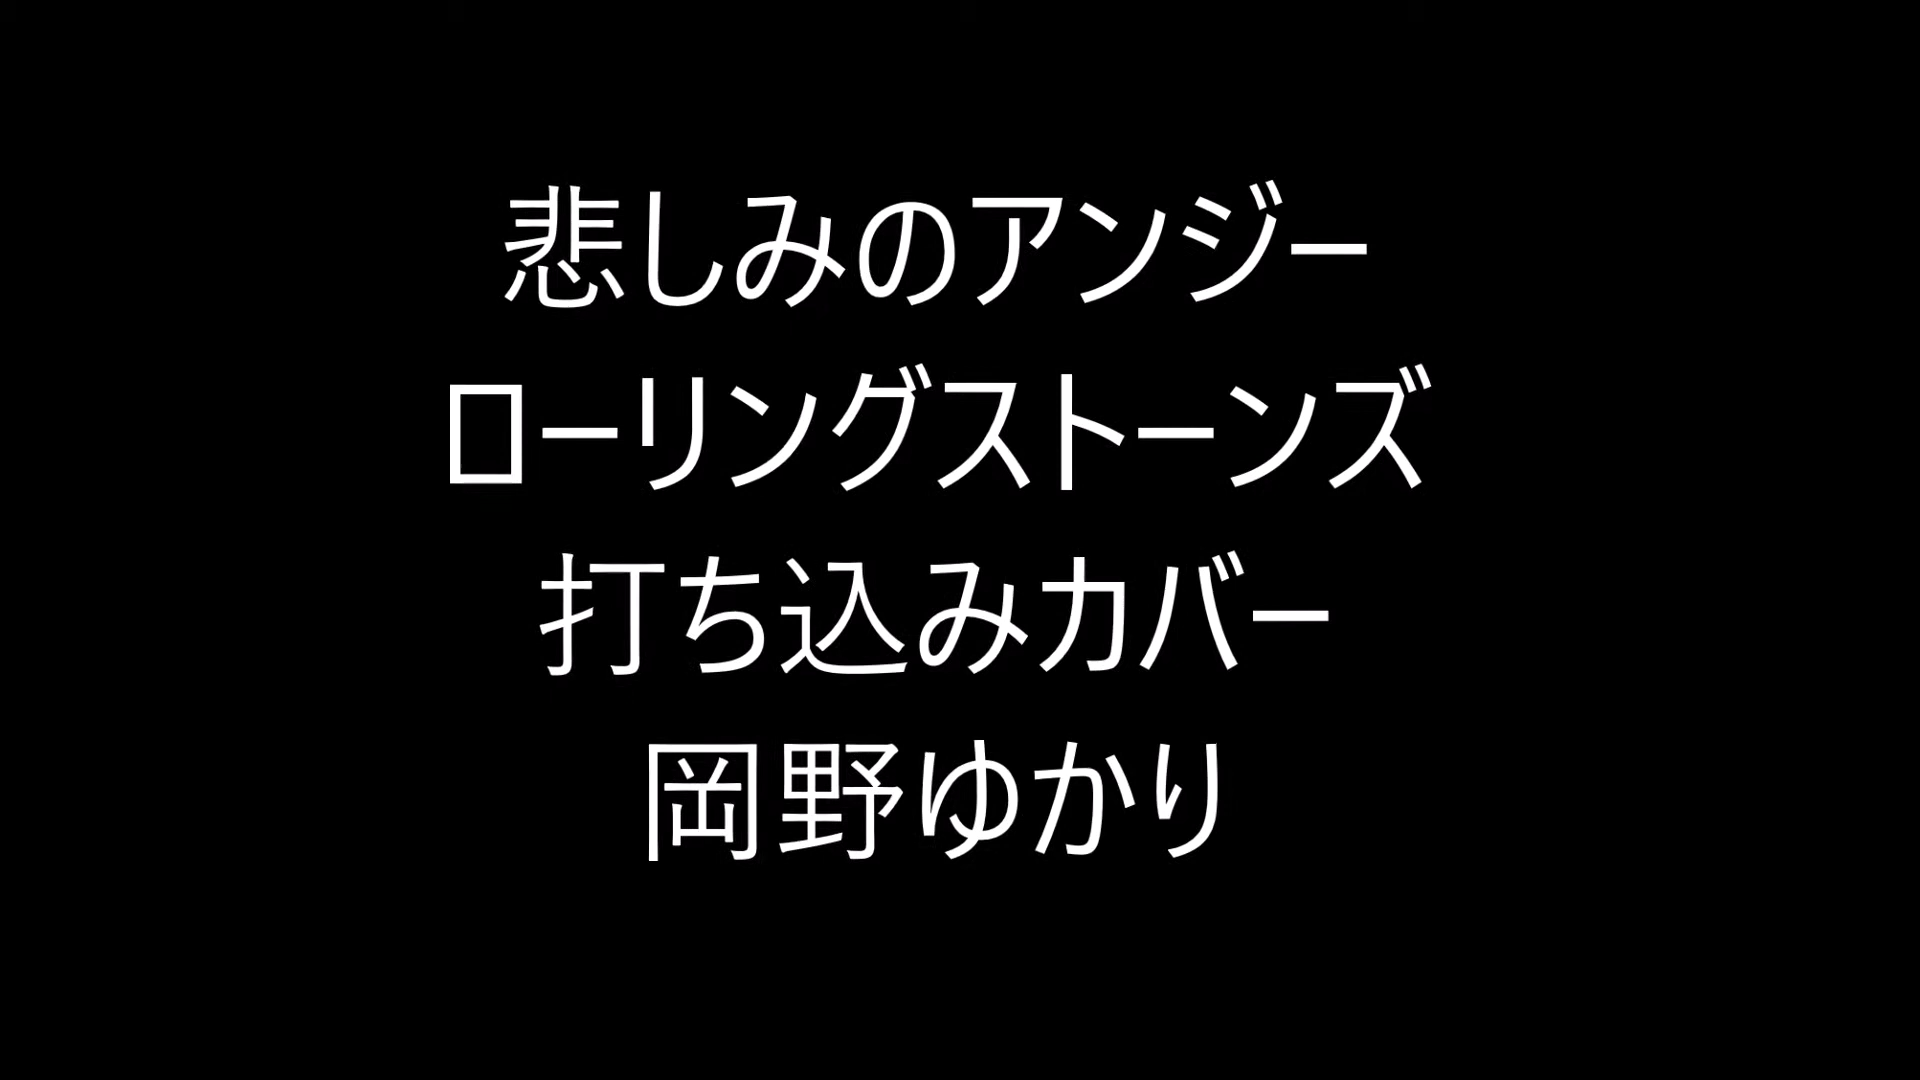 悲しみのアンジー
ローリングストーンズ
打ち込みカバー
岡野ゆかり